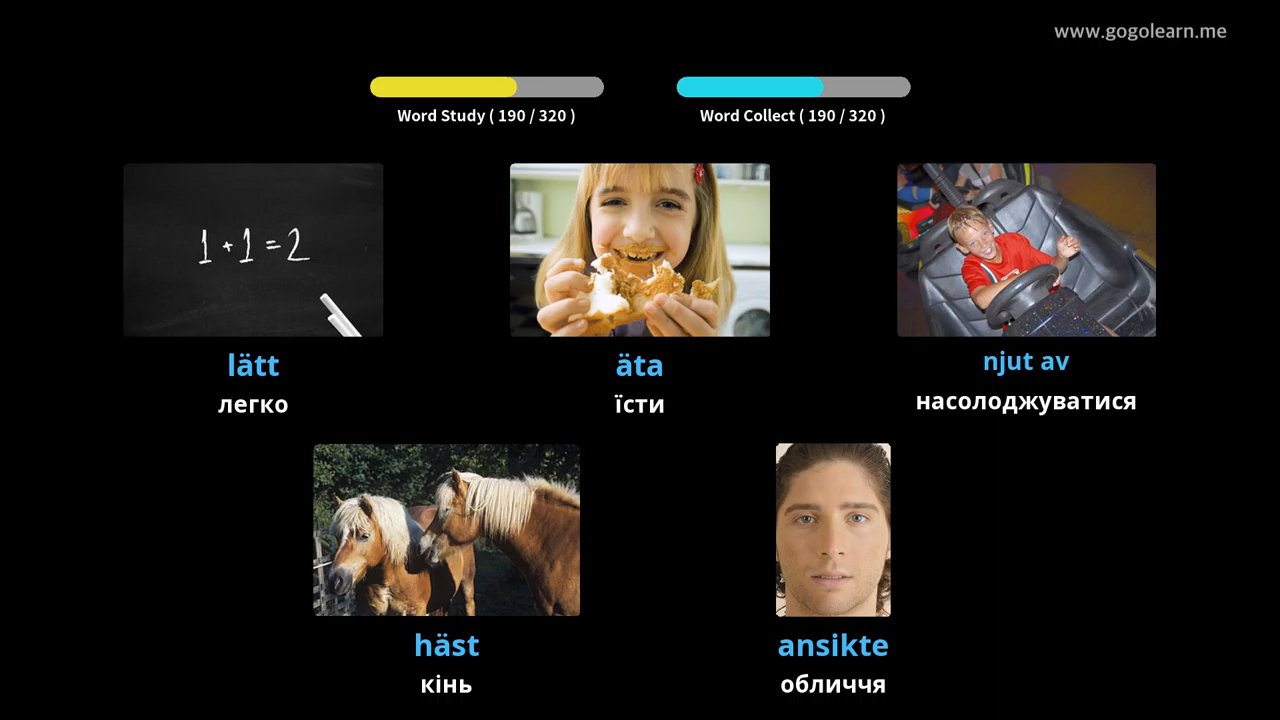 www.gogolearn.me
Word Study ( 190 / 320 )
Word Collect ( 190 / 320 )
1 + 1 = 2
lätt
легко
äta
їсти
njut av
насолоджуватися
häst
кінь
ansikte
обличчя